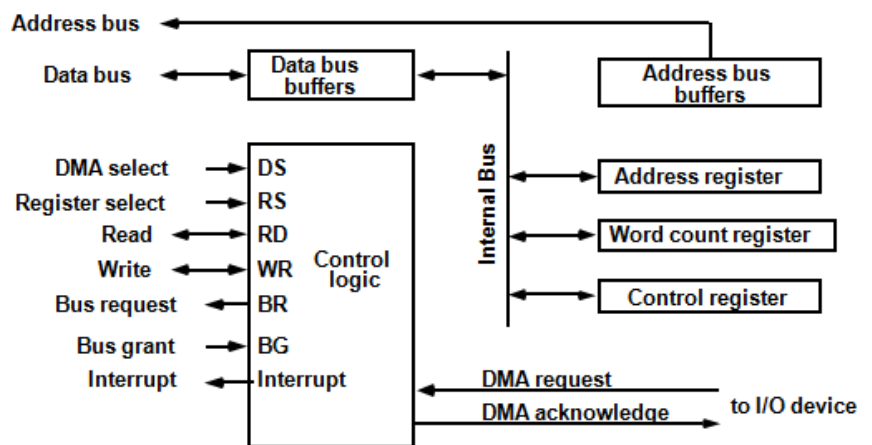 Address bus
Data bus
Data bus
buffers
Address bus
buffers
Internal Bus
DMA select
DS
Register select
RS
Read
RD
Write
WR
Bus request
BR
Bus grant
BG
Interrupt
Interrupt
Control
logic
Address register
Word count register
Control register
DMA request
DMA acknowledge
to I/O device